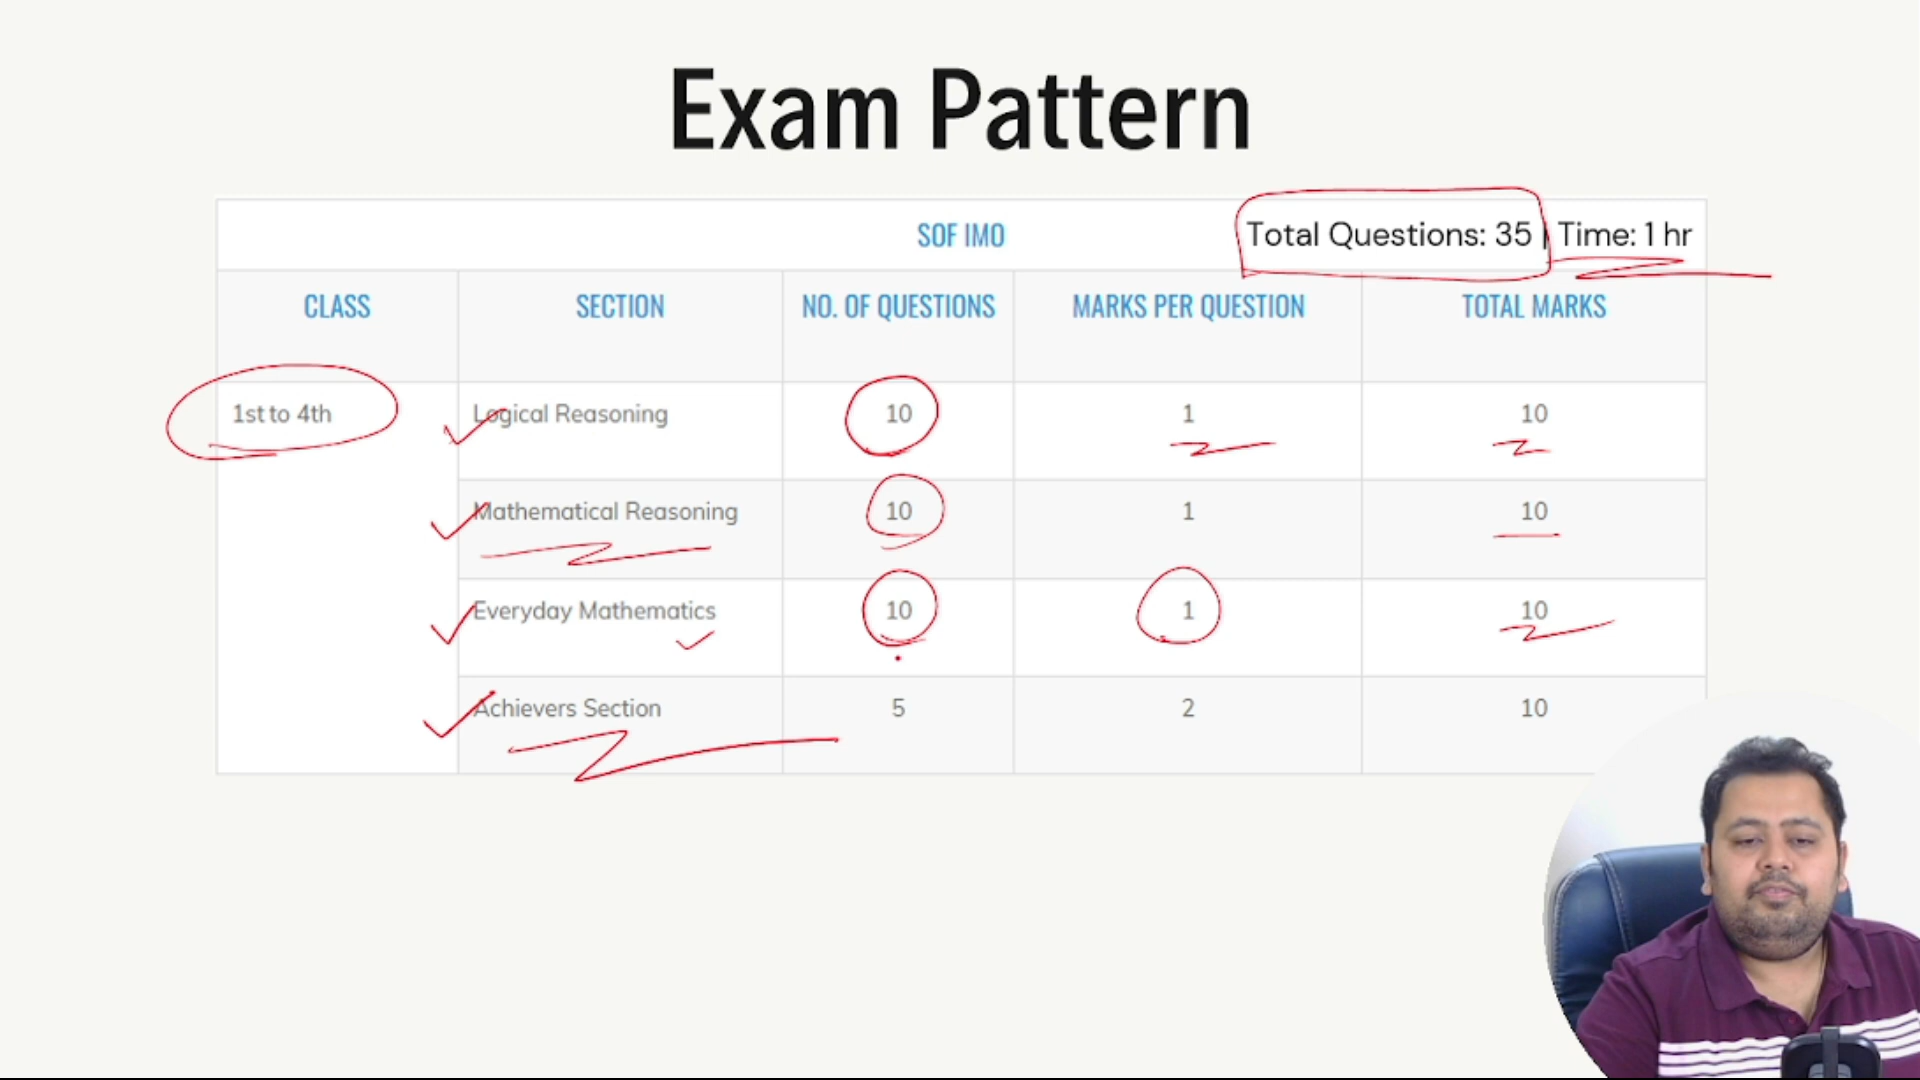 Exam Pattern
SOF IMO Total Questions: 35 | Time: 1 hr
CLASS SECTION NO. OF QUESTIONS MARKS PER QUESTION TOTAL MARKS
1st to 4th Logical Reasoning 10 1 10
Mathematical Reasoning 10 1 10
Everyday Mathematics 10 1 10
Achievers Section 5 2 10